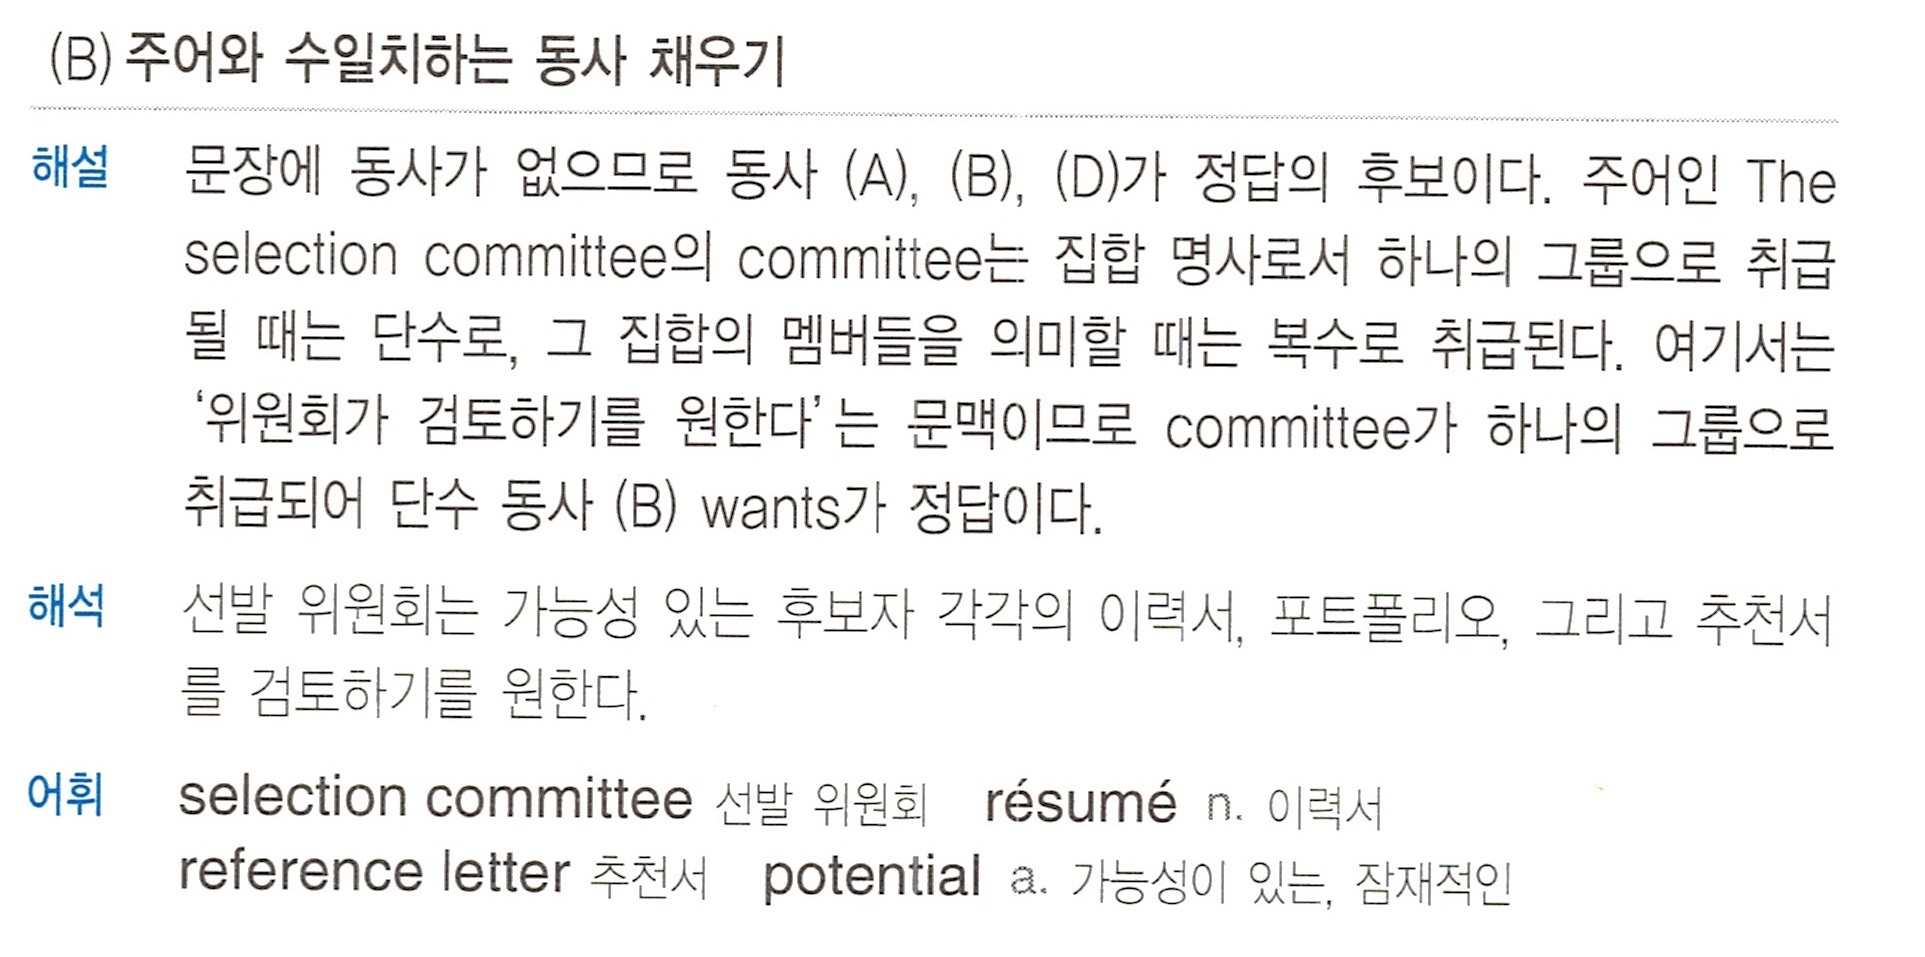 (B) 주어와 수일치하는 동사 채우기
해설 문장에 동사가 없으므로 동사 (A), (B), (D)가 정답의 후보이다. 주어인 The
selection committee의 committee는 집합 명사로서 하나의 그룹으로 취급
될 때는 단수로, 그 집합의 멤버들을 의미할 때는 복수로 취급된다. 여기서는
‘위원회가 검토하기를 원한다’는 문맥이므로 committee가 하나의 그룹으로
취급되어 단수 동사 (B) wants가 정답이다.
해석 선발 위원회는 가능성 있는 후보자 각각의 이력서, 포트폴리오, 그리고 추천서
를 검토하기를 원한다.
어휘 selection committee 선발 위원회 résumé n. 이력서
reference letter 추천서 potential a. 가능성이 있는, 잠재적인